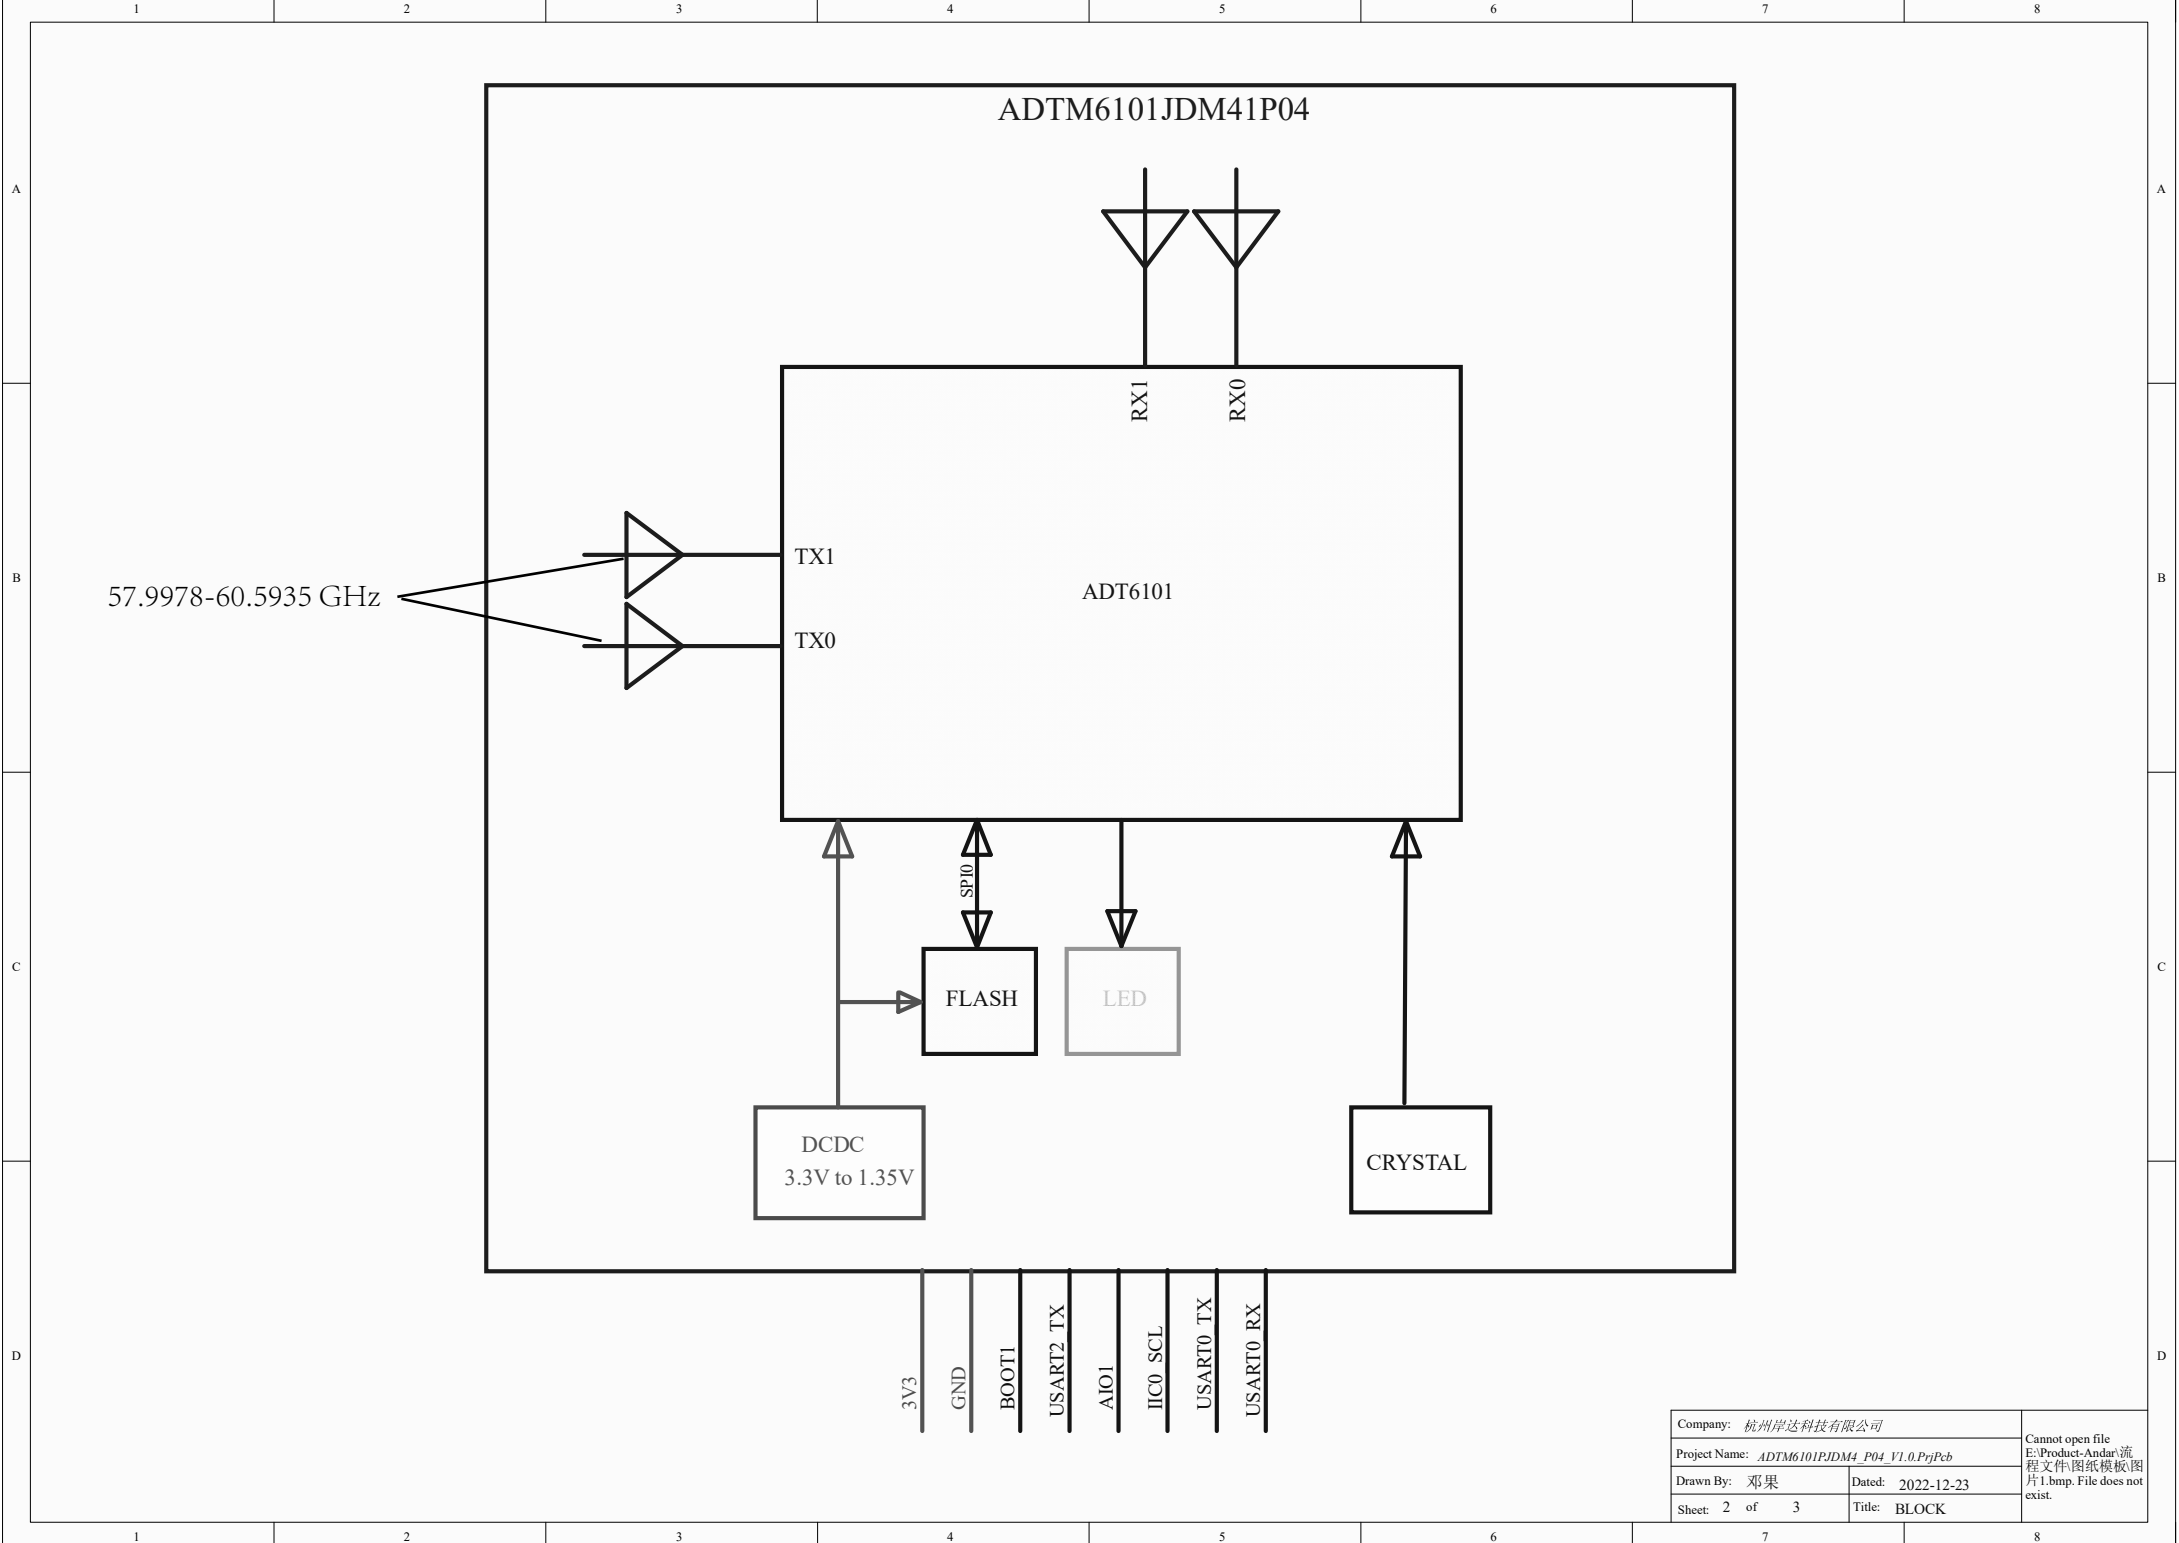 1 2 3 4 5 6 7 8
ADTM6101JDM41P04
A A
RX1 RX0
TX1
B B
57.9978-60.5935 GHz
ADT6101
TX0
SPI0
C C
FLASH
LED
DCDC
3.3V to 1.35V
CRYSTAL
3V3
GND
BOOT1
USART2_TX
AIO1
IIC0_SCL
USART0_TX
USART0_RX
D D
Company: 杭州岸达科技有限公司
Project Name: ADTM6101PJDM4_P04_V1.0.PrjPcb
Drawn By: 邓果
Dated: 2022-12-23
Sheet: 2 of 3
Title: BLOCK
Cannot open file
E:\Product-Andar\流
程文件\图纸模板\图
片1.bmp. File does not
exist.
1 2 3 4 5 6 7 8